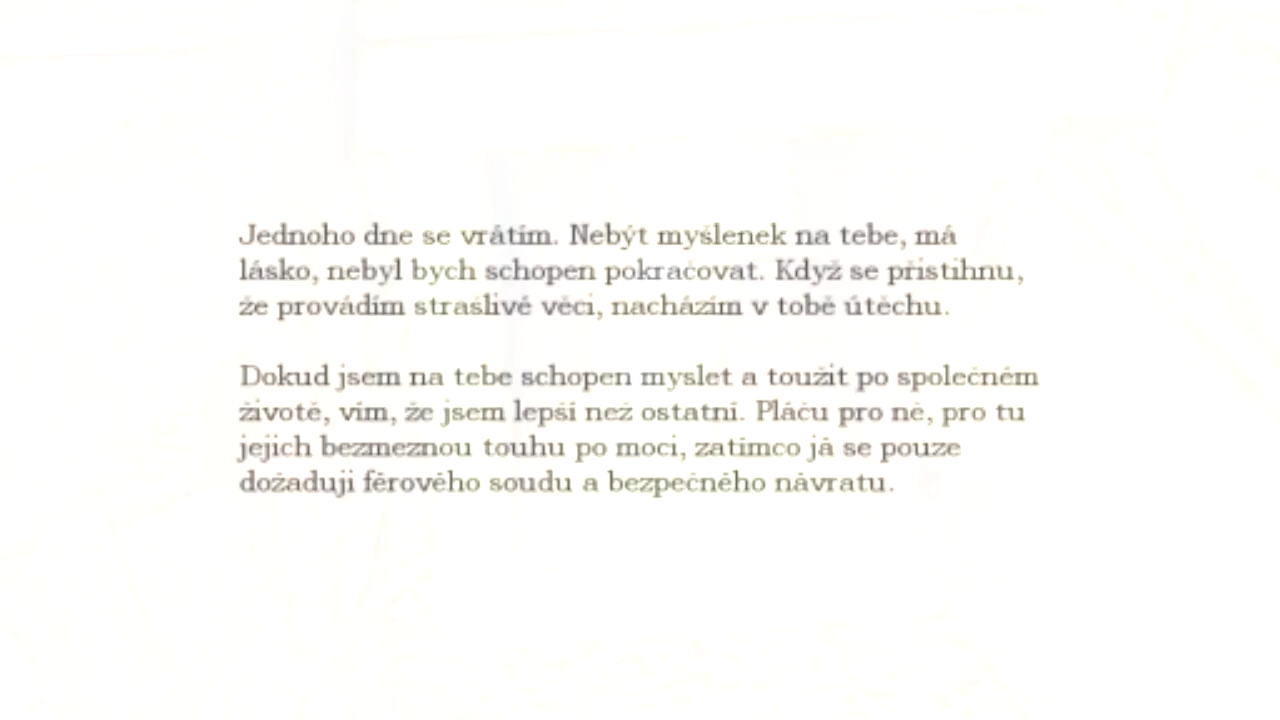 Jednoho dne se vrátím. Nebýt myšlenek na tebe, má
lásko, nebyl bych schopen pokračovat. Když se přistihnu,
že provádím strašlivé věci, nacházím v tobě útěchu.
Dokud jsem na tebe schopen myslet a toužit po společném
životě, vím, že jsem lepší než ostatní. Pláču pro ně, pro tu
jejich bezmeznou touhu po moci, zatímco já se pouze
dožaduji férového soudu a bezpečného návratu.